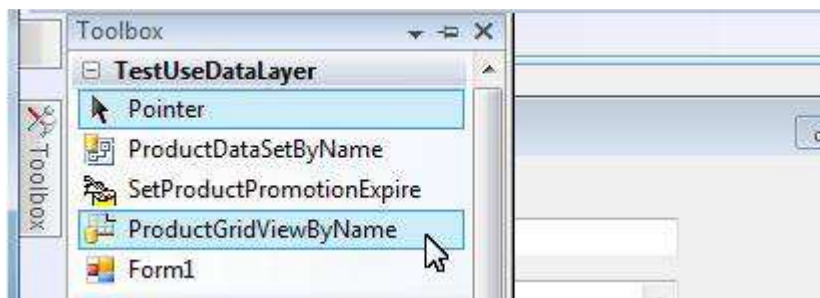 Toolbox
TestUseDataLayer
Pointer
ProductDataSetByName
SetProductPromotionExpire
ProductGridViewByName
Form1
Toolbox